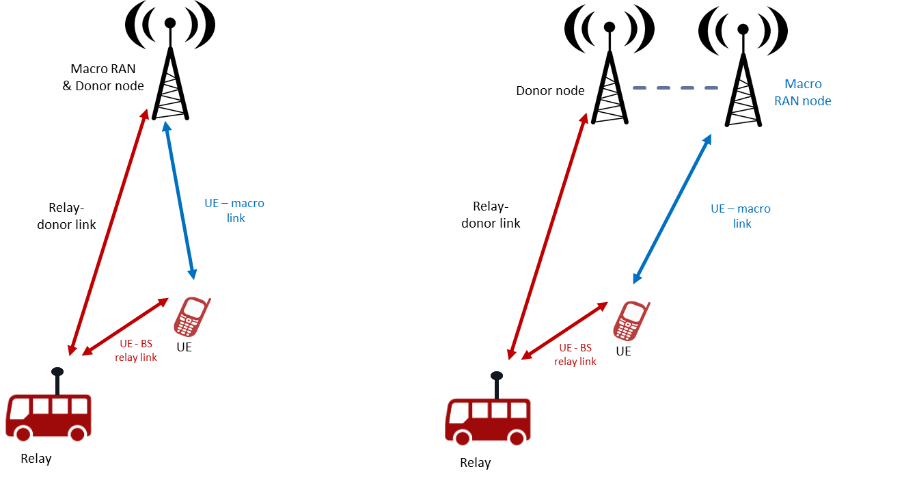 Macro RAN
& Donor node
Relay-
donor link
UE – macro
link
UE - BS
relay link
UE
Relay
Donor node
Macro
RAN node
Relay-
donor link
UE – macro
link
UE - BS
relay link
UE
Relay